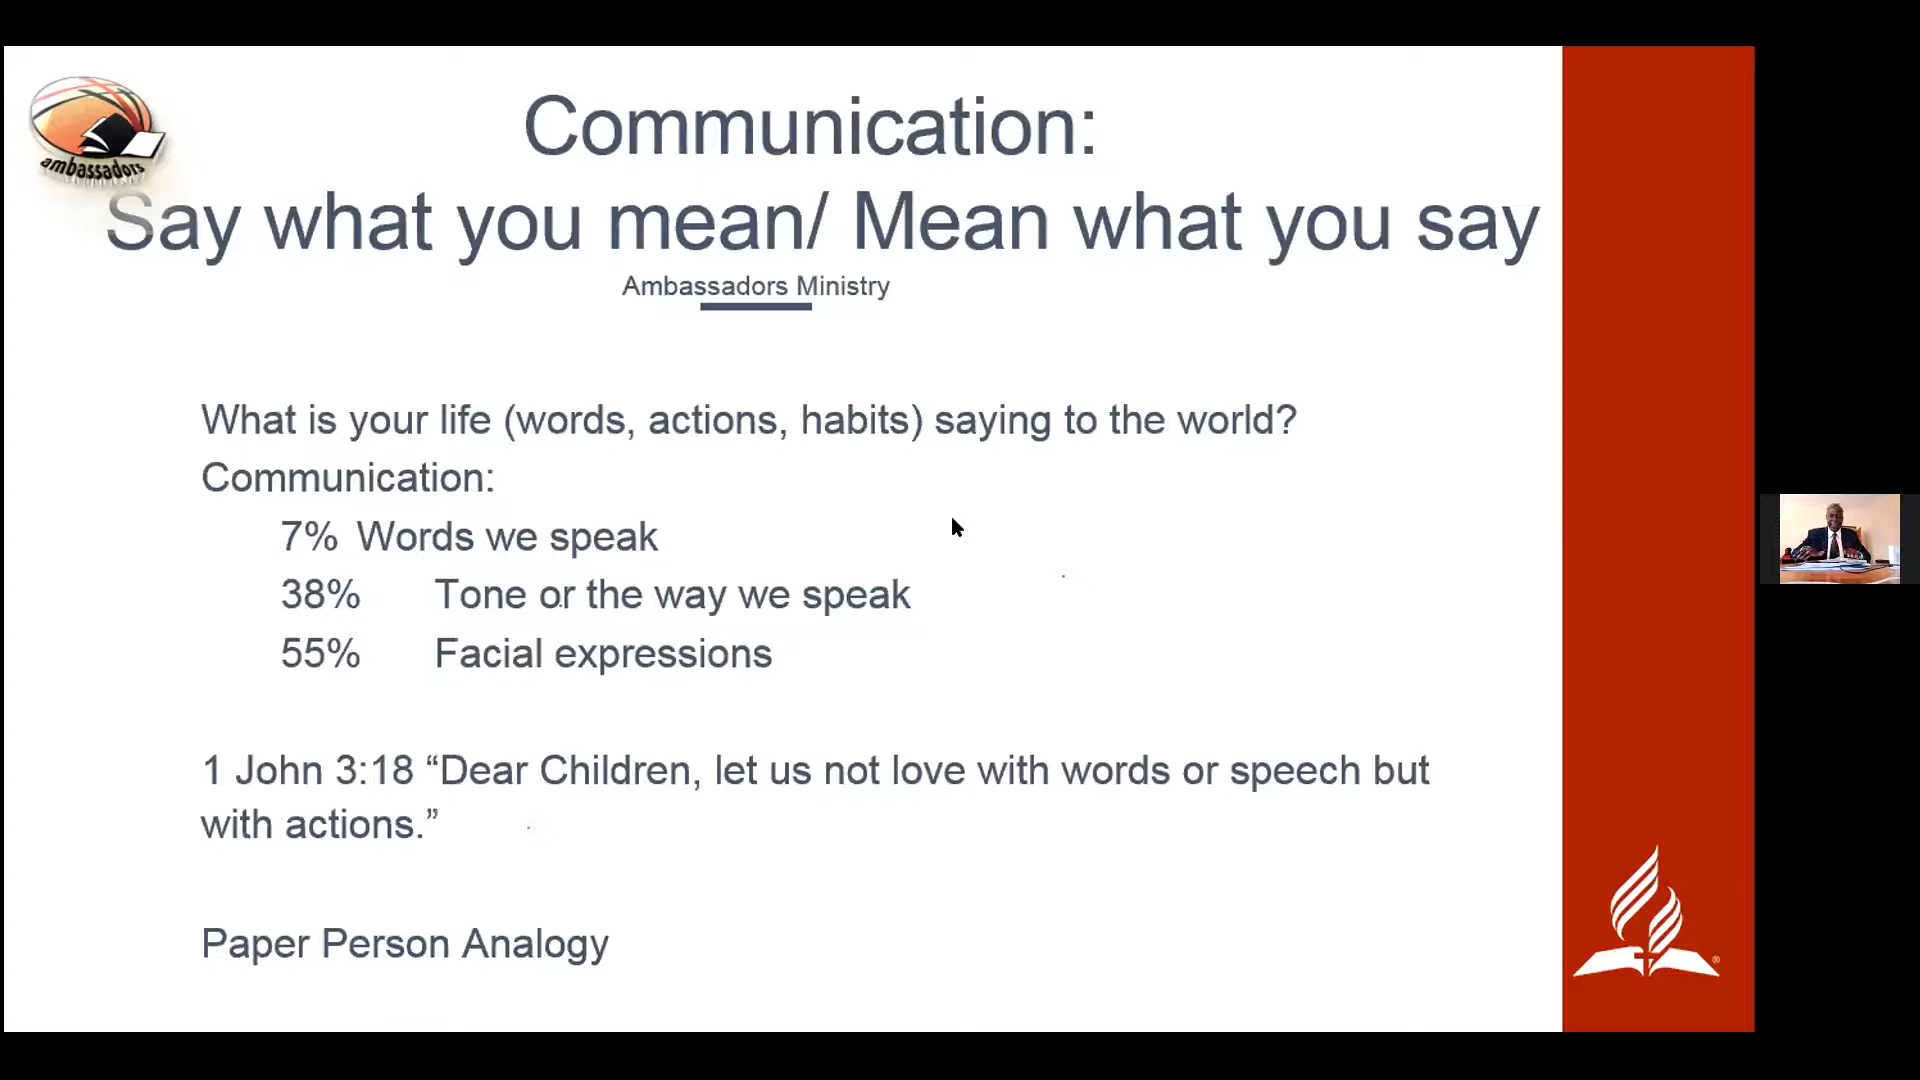 ambassadors
Communication:
Say what you mean/ Mean what you say
Ambassadors Ministry
What is your life (words, actions, habits) saying to the world?
Communication:
7% Words we speak
38% Tone or the way we speak
55% Facial expressions
1 John 3:18 “Dear Children, let us not love with words or speech but
with actions.”
Paper Person Analogy
®